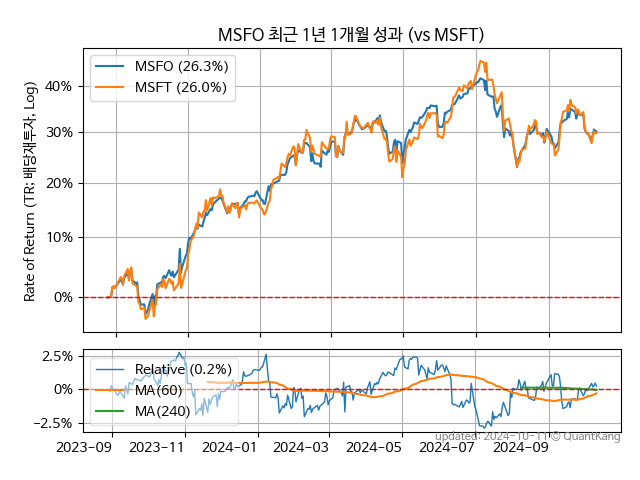 MSFO 최근 1년 1개월 성과 (vs MSFT)
Rate of Return (TR: 배당재투자, Log)
MSFO (26.3%)
MSFT (26.0%)
40%
30%
20%
10%
0%
Relative (0.2%)
MA(60)
MA(240)
2.5%
0%
−2.5%
2023-09 2023-11 2024-01 2024-03 2024-05 2024-07 2024-09
updated: 2024-10-11 © QuantKang